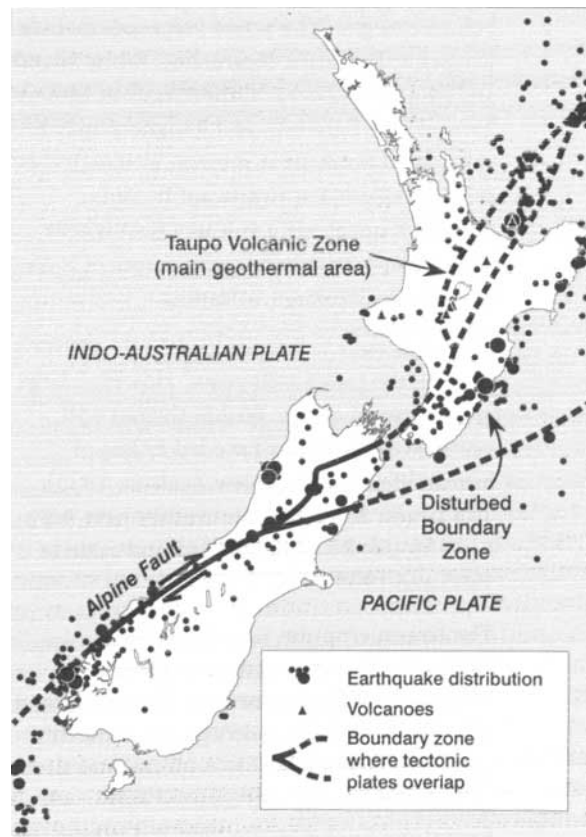 Taupo Volcanic Zone
(main geothermal area)
INDO-AUSTRALIAN PLATE
Disturbed
Boundary
Zone
Alpine Fault
PACIFIC PLATE
Earthquake distribution
Volcanoes
Boundary zone
where tectonic
plates overlap